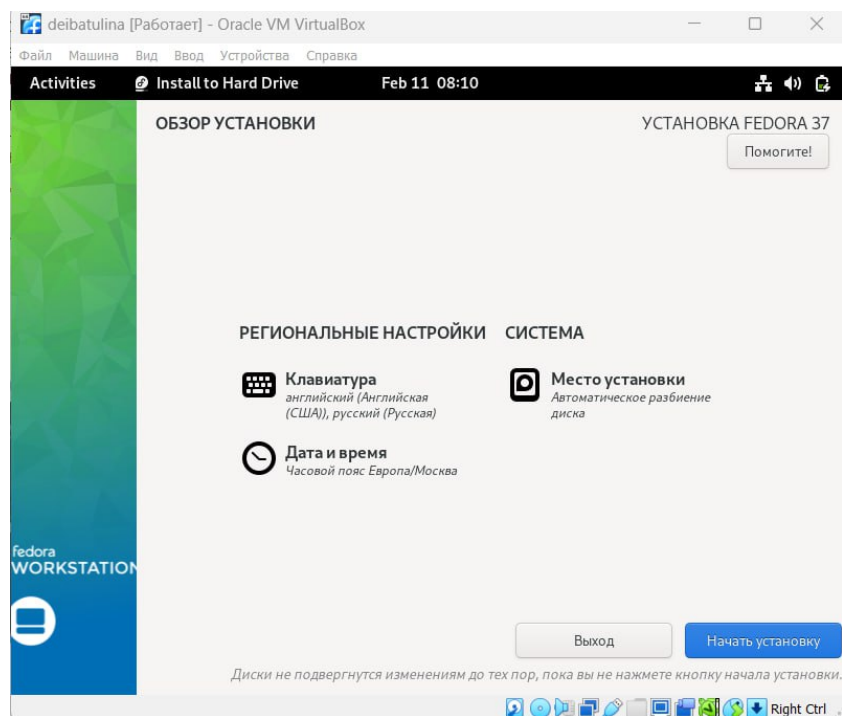 deibatulina [Работает] - Oracle VM VirtualBox
Файл Машина Вид Ввод Устройства Справка
Activities Install to Hard Drive Feb 11 08:10
ОБЗОР УСТАНОВКИ УСТАНОВКА FEDORA 37
Помогите!
РЕГИОНАЛЬНЫЕ НАСТРОЙКИ СИСТЕМА
Клавиатура
английский (Английская
(США)), русский (Русская)
Место установки
Автоматическое разбиение
диска
Дата и время
Часовой пояс Европа/Москва
fedora
WORKSTATION
Выход Начать установку
Диски не подвергнутся изменениям до тех пор, пока вы не нажмете кнопку начала установки.
Right Ctrl